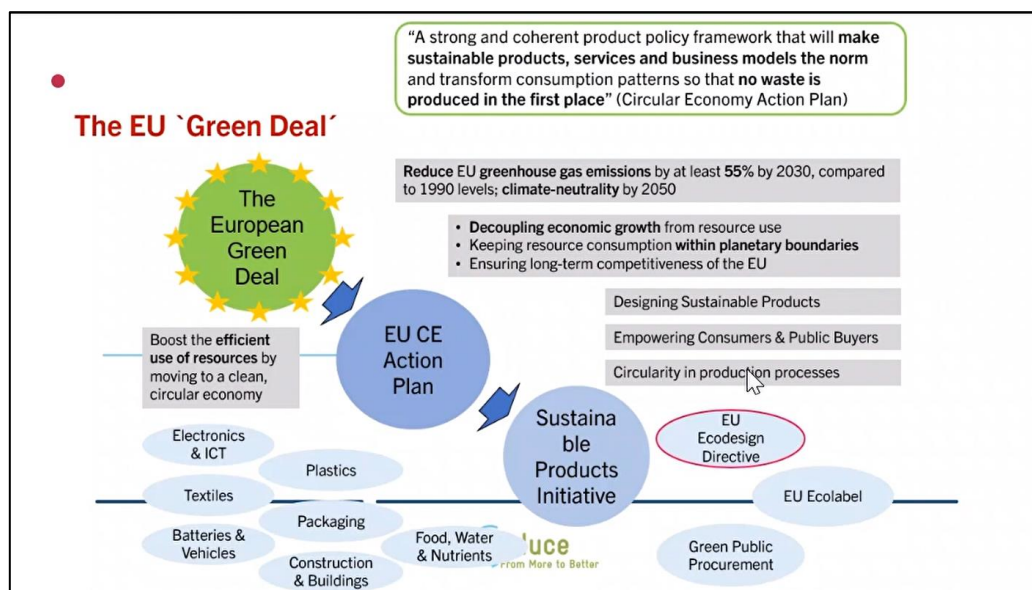 “A strong and coherent product policy framework that will make
sustainable products, services and business models the norm
and transform consumption patterns so that no waste is
produced in the first place” (Circular Economy Action Plan)
The EU `Green Deal´
The
European
Green
Deal
Reduce EU greenhouse gas emissions by at least 55% by 2030, compared
to 1990 levels; climate-neutrality by 2050
• Decoupling economic growth from resource use
• Keeping resource consumption within planetary boundaries
• Ensuring long-term competitiveness of the EU
Designing Sustainable Products
Empowering Consumers & Public Buyers
Circularity in production processes
Boost the efficient
use of resources by
moving to a clean,
circular economy
EU CE
Action
Plan
Sustaina
ble
Products
Initiative
EU
Ecodesign
Directive
EU Ecolabel
Green Public
Procurement
Electronics
& ICT
Plastics
Textiles
Packaging
Batteries &
Vehicles
Construction
& Buildings
Food, Water
& Nutrients
From More to Better